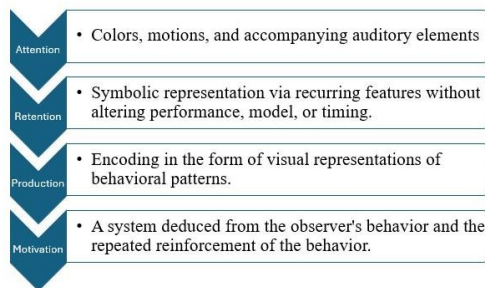 Attention
• Colors, motions, and accompanying auditory elements
Retention
• Symbolic representation via recurring features without
altering performance, model, or timing.
Production
• Encoding in the form of visual representations of
behavioral patterns.
Motivation
• A system deduced from the observer's behavior and the
repeated reinforcement of the behavior.